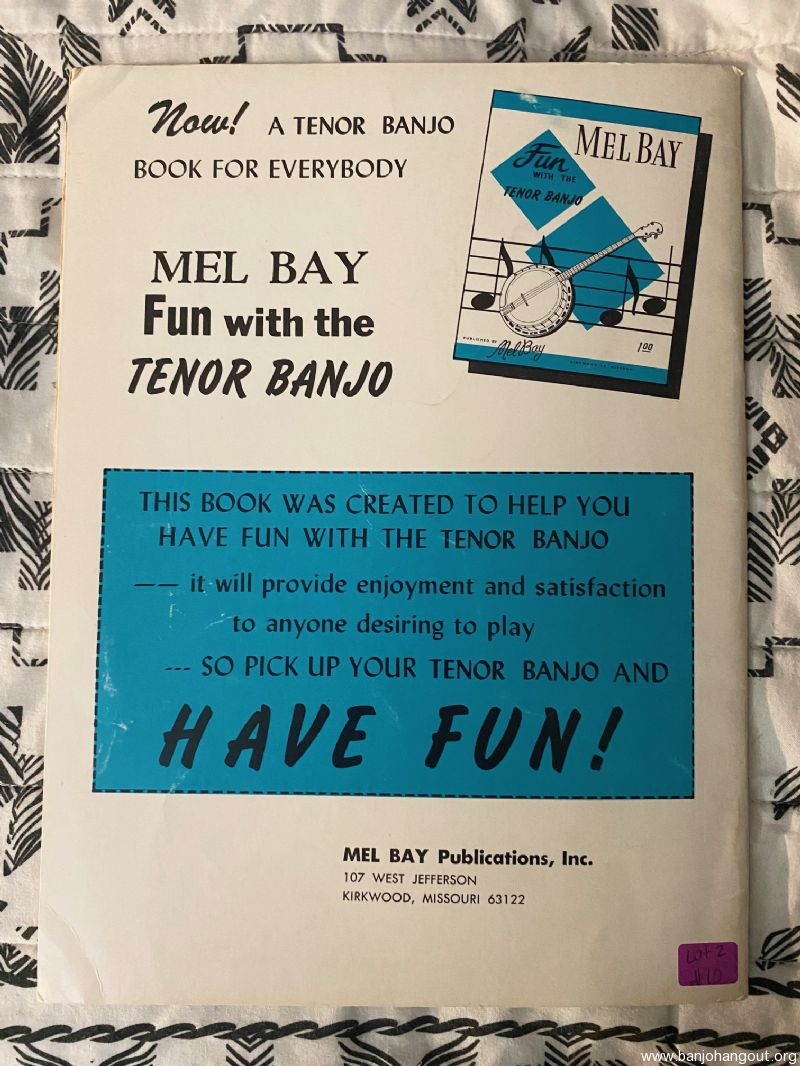 Now! A TENOR BANJO
BOOK FOR EVERYBODY
MEL BAY
Fun with the
TENOR BANJO
MEL BAY
Fun
WITH THE
TENOR BANJO
PUBLISHED BY
Mel Bay
KIRKWOOD 22, MISSOURI
1.00
THIS BOOK WAS CREATED TO HELP YOU
HAVE FUN WITH THE TENOR BANJO
—— it will provide enjoyment and satisfaction
to anyone desiring to play
--- SO PICK UP YOUR TENOR BANJO AND
HAVE FUN!
MEL BAY Publications, Inc.
107 WEST JEFFERSON
KIRKWOOD, MISSOURI 63122
Lot 2
www.banjohangout.org